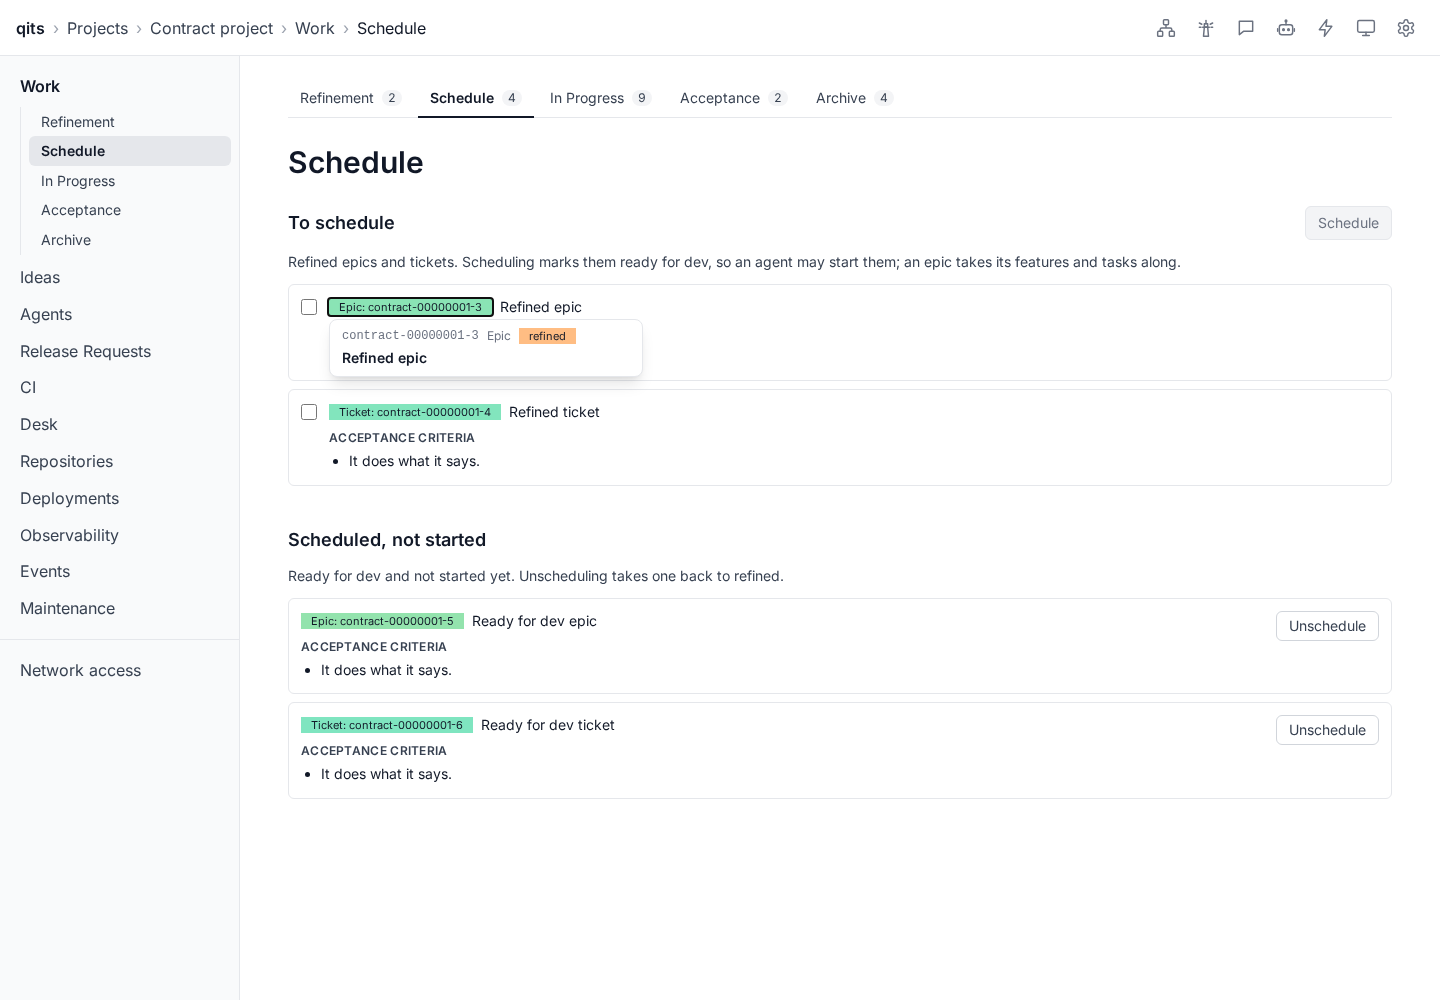 qits › Projects › Contract project › Work › Schedule
Work
Refinement
Schedule
In Progress
Acceptance
Archive
Ideas
Agents
Release Requests
CI
Desk
Repositories
Deployments
Observability
Events
Maintenance
Network access
Refinement 2 Schedule 4 In Progress 9 Acceptance 2 Archive 4
Schedule
To schedule
Schedule
Refined epics and tickets. Scheduling marks them ready for dev, so an agent may start them; an epic takes its features and tasks along.
Epic: contract-00000001-3 Refined epic
contract-00000001-3 Epic refined
Refined epic
Ticket: contract-00000001-4 Refined ticket
ACCEPTANCE CRITERIA
• It does what it says.
Scheduled, not started
Ready for dev and not started yet. Unscheduling takes one back to refined.
Epic: contract-00000001-5 Ready for dev epic
Unschedule
ACCEPTANCE CRITERIA
• It does what it says.
Ticket: contract-00000001-6 Ready for dev ticket
Unschedule
ACCEPTANCE CRITERIA
• It does what it says.